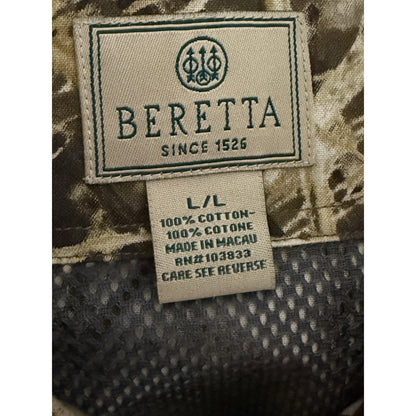 BERETTA
SINCE 1526
L/L
100% COTTON-
100% COTONE
MADE IN MACAU
RN#103833
CARE SEE REVERSE